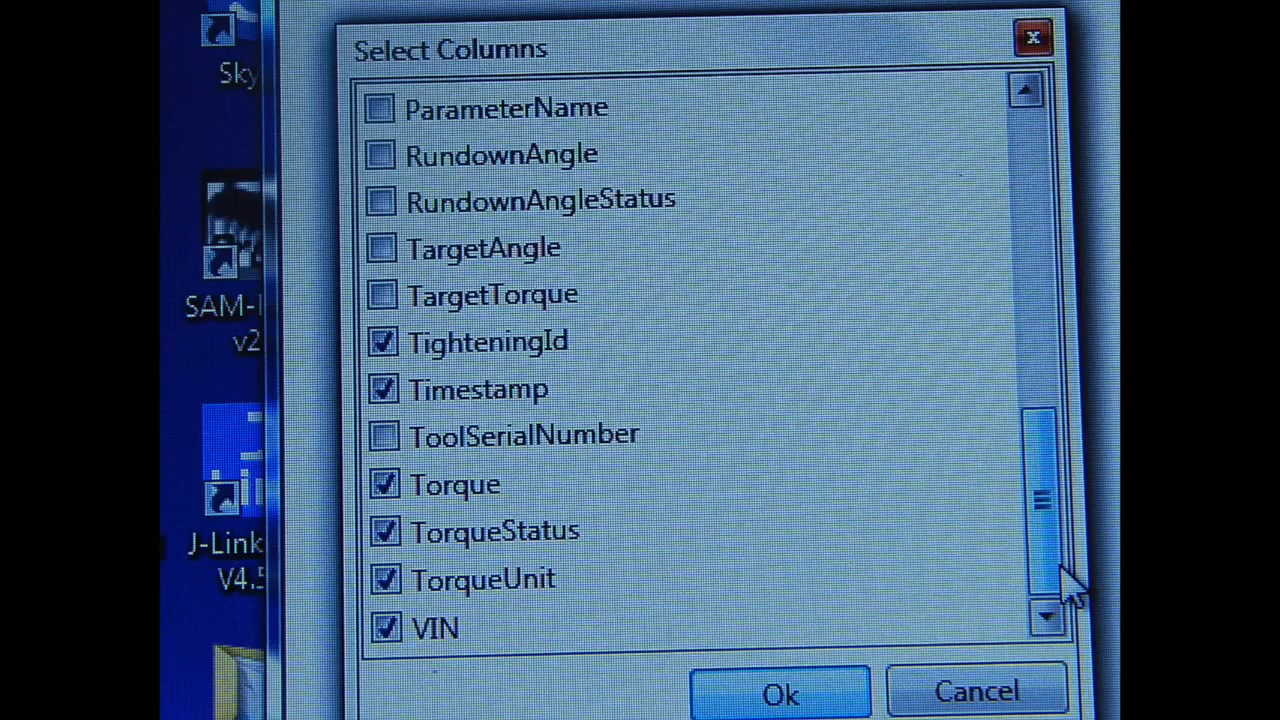 Select Columns
ParameterName
RundownAngle
RundownAngleStatus
TargetAngle
TargetTorque
TighteningId
Timestamp
ToolSerialNumber
Torque
TorqueStatus
TorqueUnit
VIN
Ok
Cancel
Sky
SAM-
v2
J-Link
V4.5